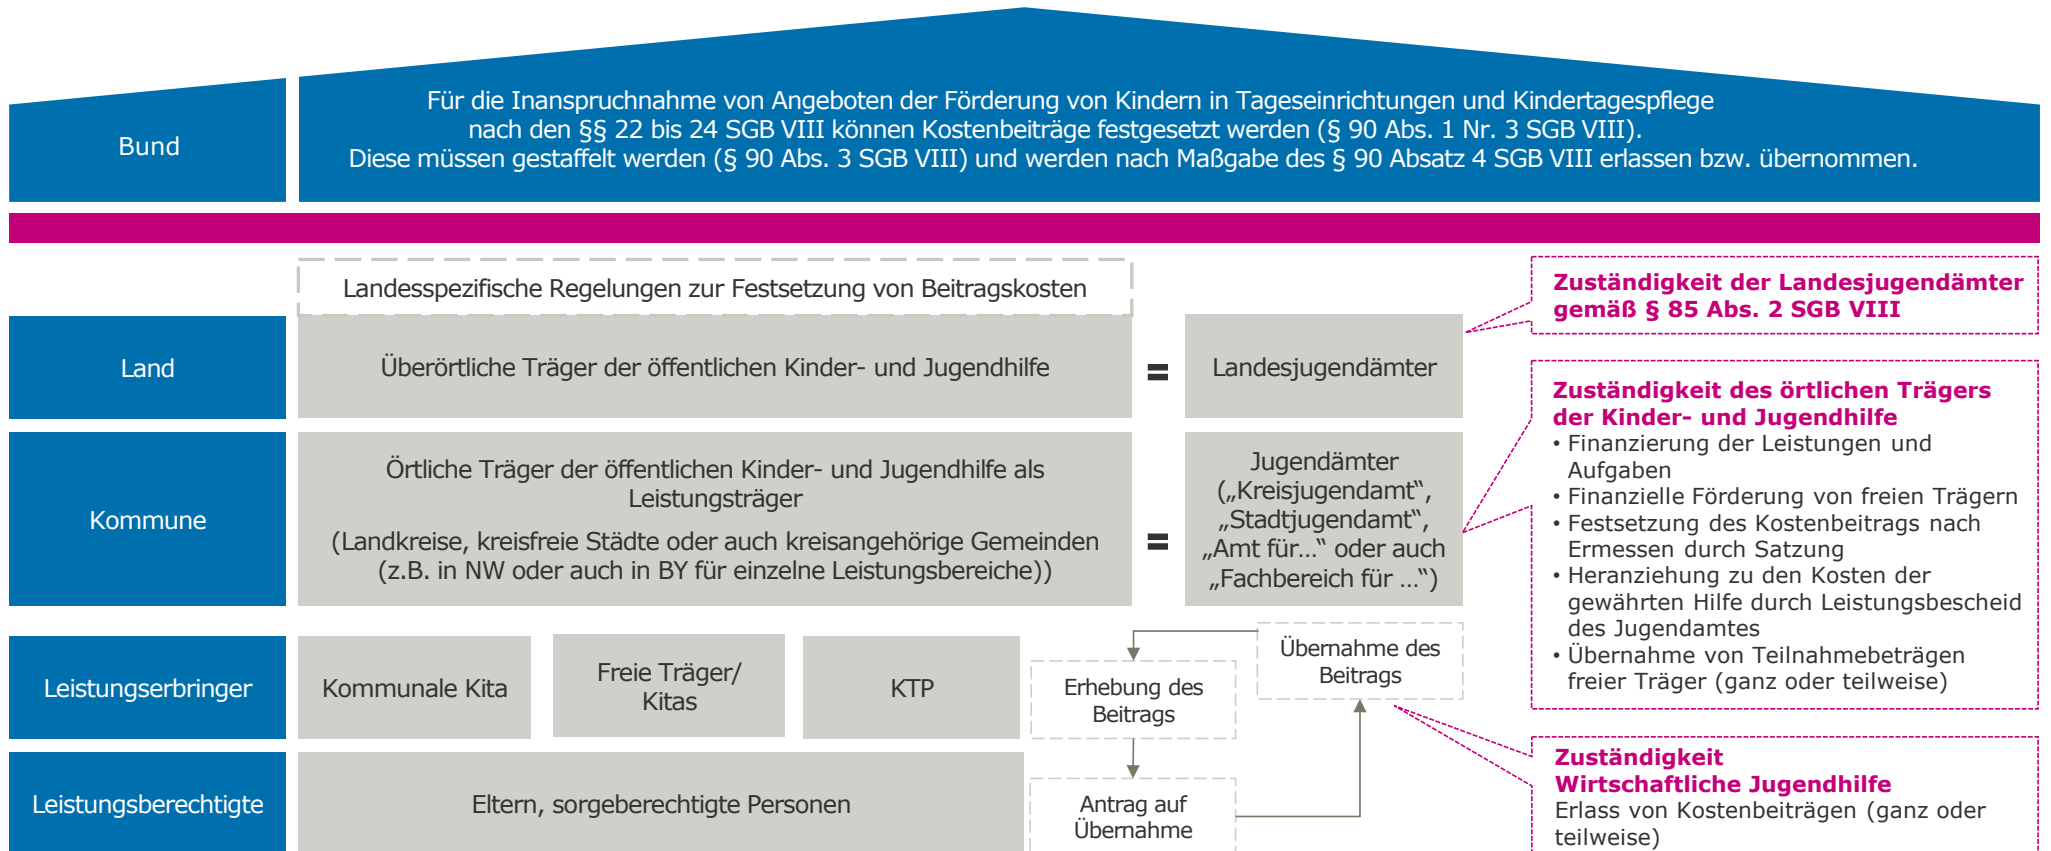 Bund
Für die Inanspruchnahme von Angeboten der Förderung von Kindern in Tageseinrichtungen und Kindertagespflege
nach den §§ 22 bis 24 SGB VIII können Kostenbeiträge festgesetzt werden (§ 90 Abs. 1 Nr. 3 SGB VIII).
Diese müssen gestaffelt werden (§ 90 Abs. 3 SGB VIII) und werden nach Maßgabe des § 90 Absatz 4 SGB VIII erlassen bzw. übernommen.
Landesspezifische Regelungen zur Festsetzung von Beitragskosten
Land
Überörtliche Träger der öffentlichen Kinder- und Jugendhilfe
=
Landesjugendämter
Zuständigkeit der Landesjugendämter
gemäß § 85 Abs. 2 SGB VIII
Kommune
Örtliche Träger der öffentlichen Kinder- und Jugendhilfe als
Leistungsträger
(Landkreise, kreisfreie Städte oder auch kreisangehörige Gemeinden
(z.B. in NW oder auch in BY für einzelne Leistungsbereiche))
=
Jugendämter
(„Kreisjugendamt“,
„Stadtjugendamt“,
„Amt für…“ oder auch
„Fachbereich für …“)
Zuständigkeit des örtlichen Trägers
der Kinder- und Jugendhilfe
• Finanzierung der Leistungen und
Aufgaben
• Finanzielle Förderung von freien Trägern
• Festsetzung des Kostenbeitrags nach
Ermessen durch Satzung
• Heranziehung zu den Kosten der
gewährten Hilfe durch Leistungsbescheid
des Jugendamtes
• Übernahme von Teilnahmebeträgen
freier Träger (ganz oder teilweise)
Leistungserbringer
Kommunale Kita
Freie Träger/
Kitas
KTP
Erhebung des
Beitrags
Übernahme des
Beitrags
Leistungsberechtigte
Eltern, sorgeberechtigte Personen
Antrag auf
Übernahme
Zuständigkeit
Wirtschaftliche Jugendhilfe
Erlass von Kostenbeiträgen (ganz oder
teilweise)